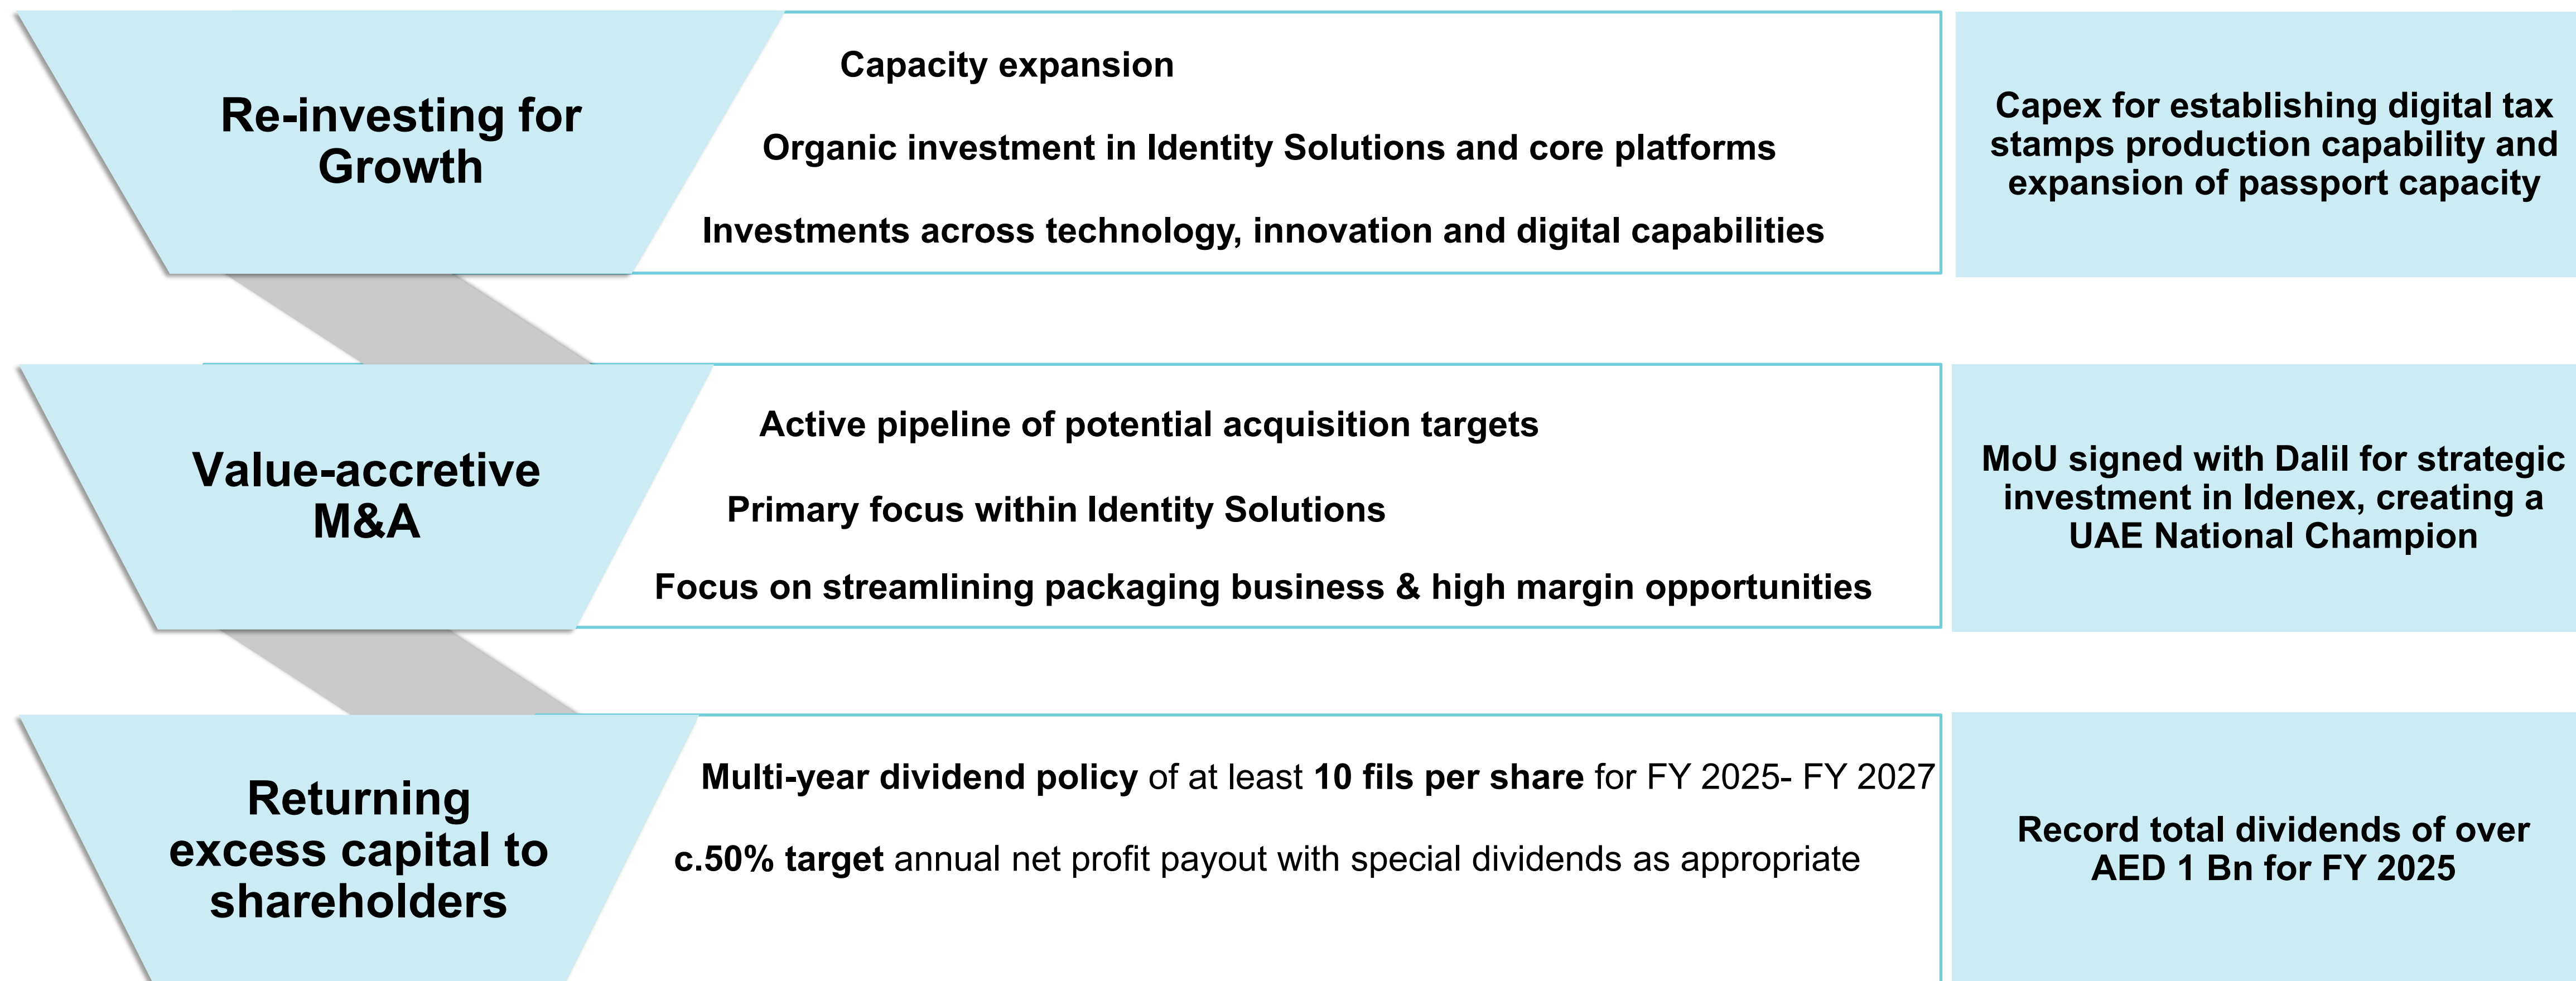 Re-investing for
Growth
Capacity expansion
Organic investment in Identity Solutions and core platforms
Investments across technology, innovation and digital capabilities
Capex for establishing digital tax
stamps production capability and
expansion of passport capacity
Value-accretive
M&A
Active pipeline of potential acquisition targets
Primary focus within Identity Solutions
Focus on streamlining packaging business & high margin opportunities
MoU signed with Dalil for strategic
investment in Idenex, creating a
UAE National Champion
Returning
excess capital to
shareholders
Multi-year dividend policy of at least 10 fils per share for FY 2025- FY 2027
c.50% target annual net profit payout with special dividends as appropriate
Record total dividends of over
AED 1 Bn for FY 2025